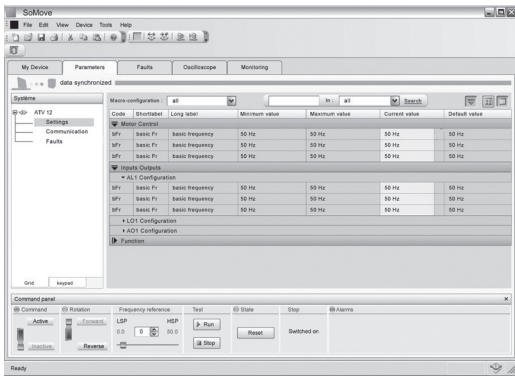 SoMove
File Edit View Device Tools Help
My Device Parameters Faults Oscilloscope Monitoring
data synchronized
Système
ATV 12
Settings
Communication
Faults
Grid keypad
Macro-configuration : all In : all Search
Code Shortlabel Long label Minimum value Maximum value Current value Default value
Motor Control
bFr basic Fr basic frequency 50 Hz 50 Hz 50 Hz 50 Hz
bFr basic Fr basic frequency 50 Hz 50 Hz 50 Hz 50 Hz
bFr basic Fr basic frequency 50 Hz 50 Hz 50 Hz 50 Hz
Inputs Outputs
AL1 Configuration
bFr basic Fr basic frequency 50 Hz 50 Hz 50 Hz 50 Hz
bFr basic Fr basic frequency 50 Hz 50 Hz 50 Hz 50 Hz
bFr basic Fr basic frequency 50 Hz 50 Hz 50 Hz 50 Hz
LO1 Configuration
AO1 Configuration
Function
Command panel
Command Rotation Frequency reference Test State Stop Alarms
Active Forward LSP HSP Run
0.0 0 50.0 Reset Switched on
Inactive Reverse Stop
Ready